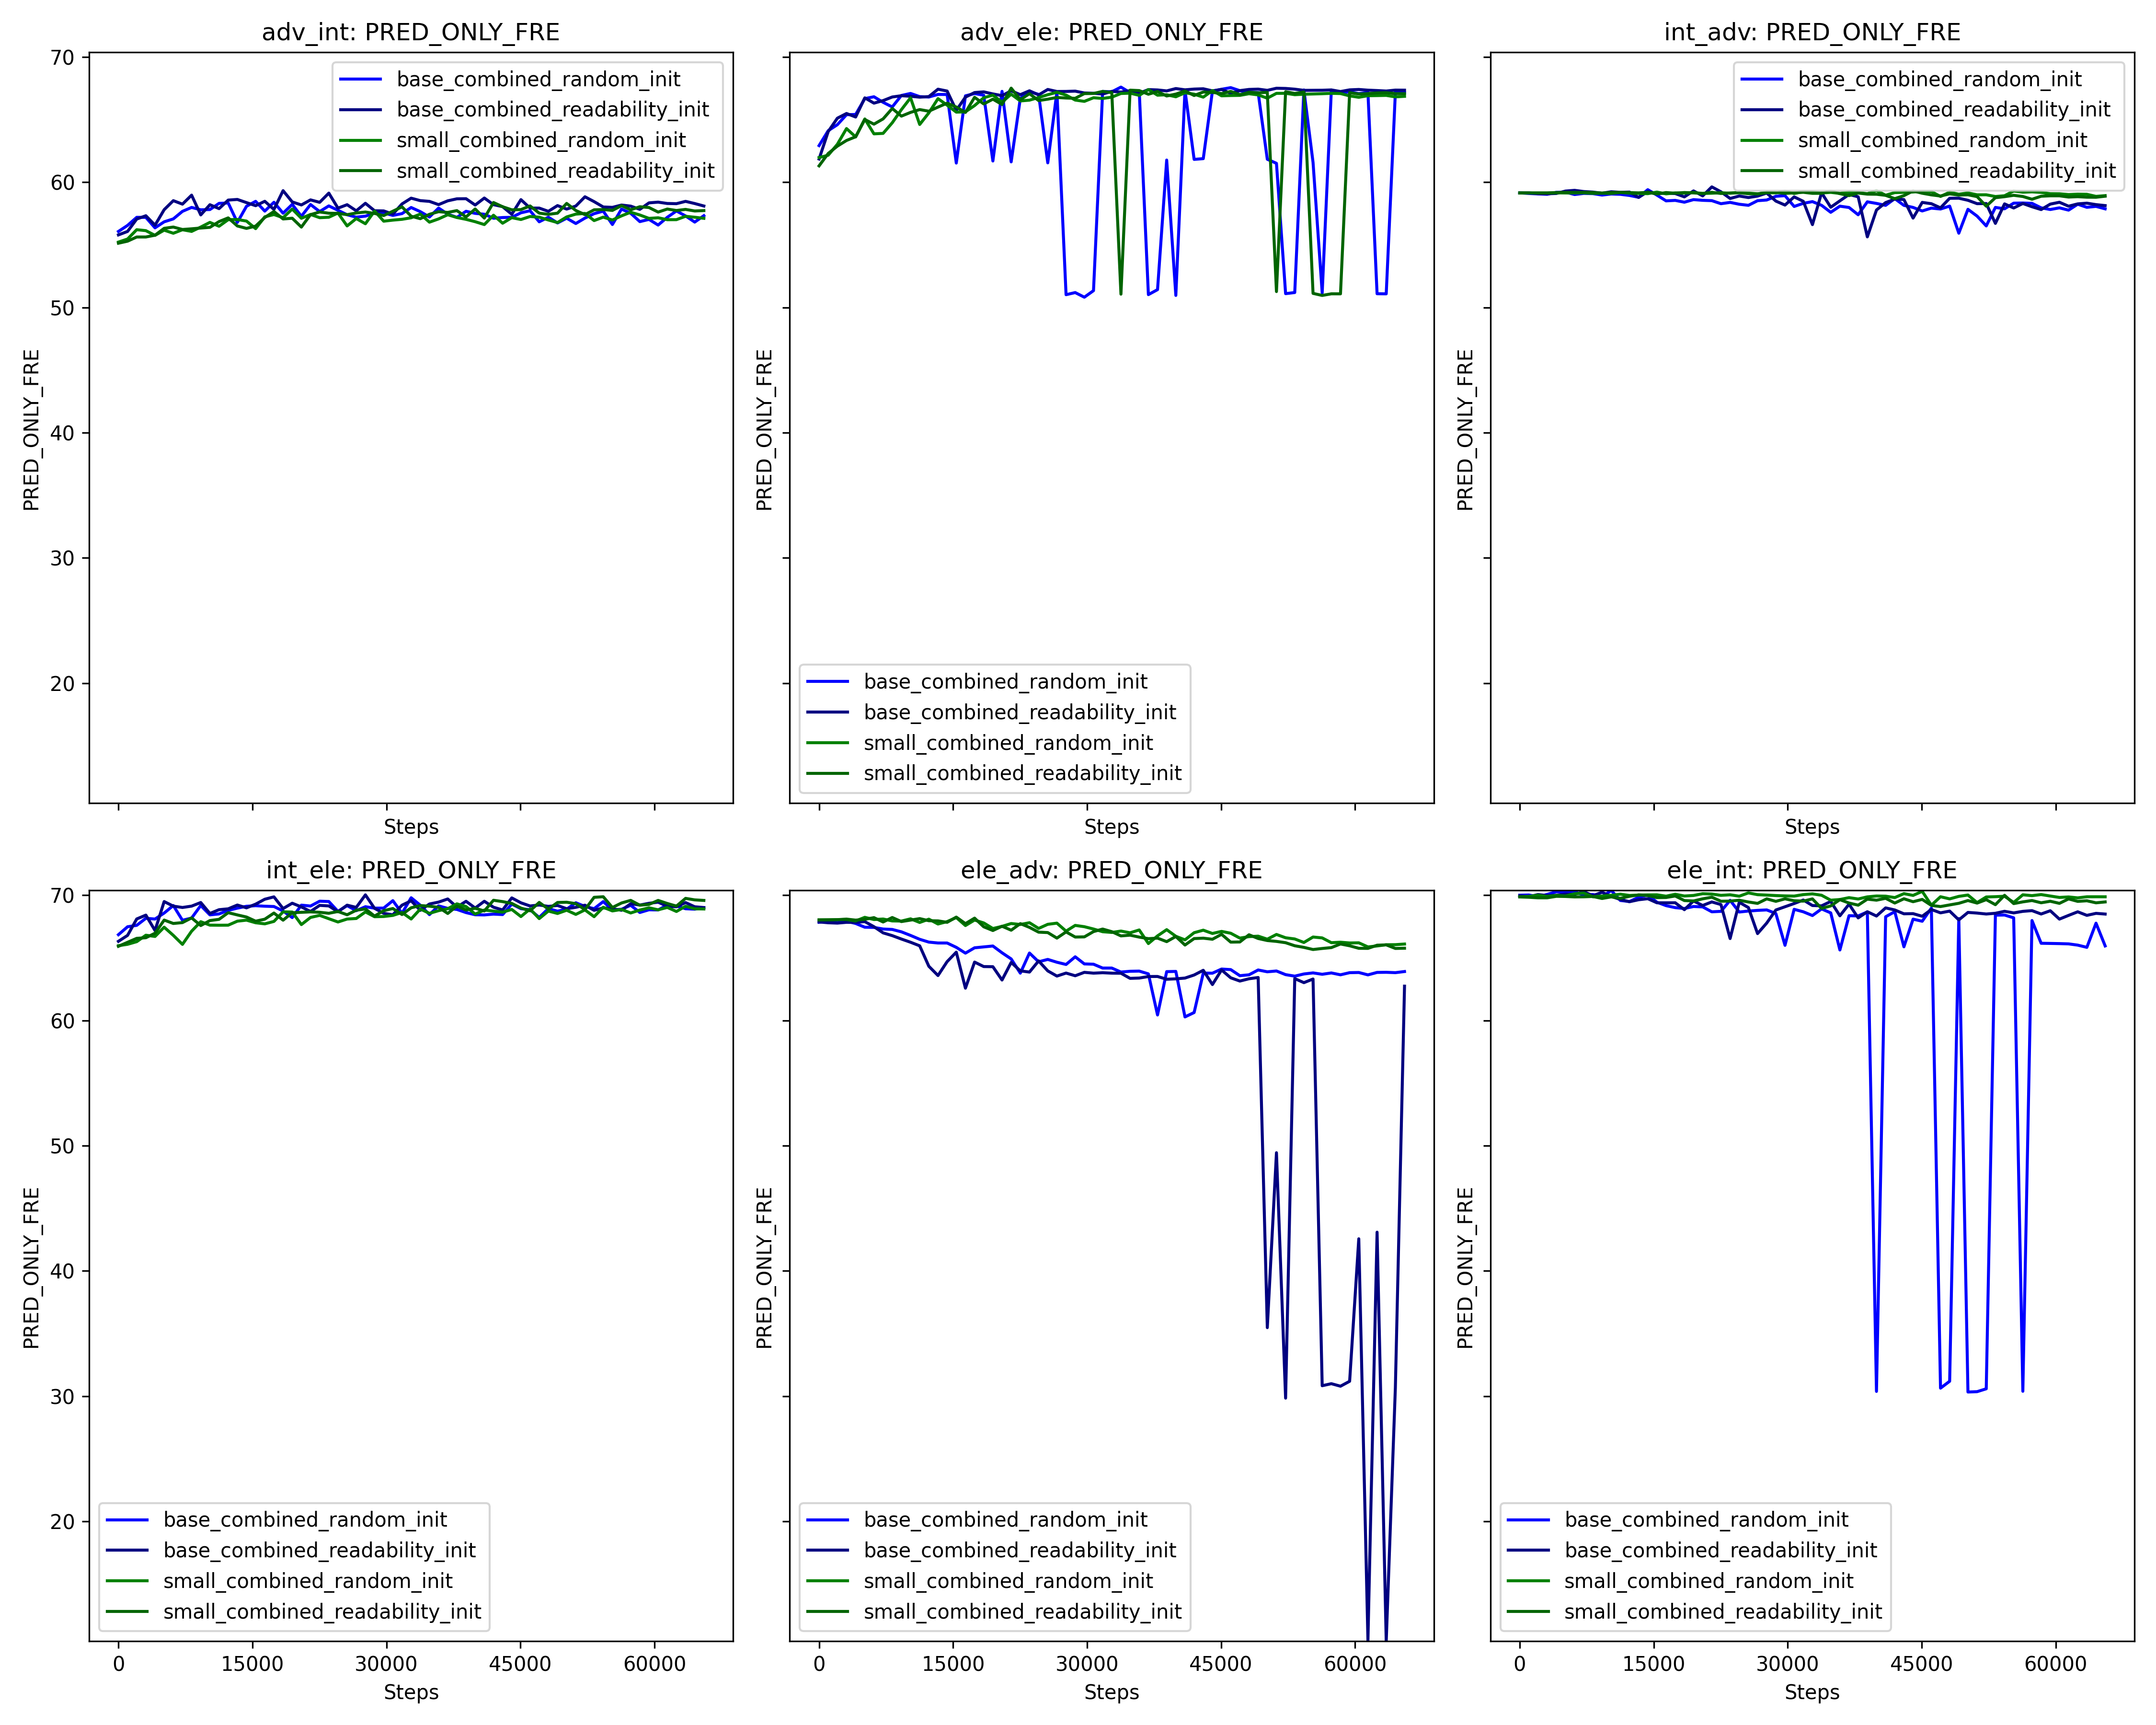 adv_int: PRED_ONLY_FRE
adv_ele: PRED_ONLY_FRE
int_adv: PRED_ONLY_FRE
PRED_ONLY_FRE
70
60
50
40
30
20
base_combined_random_init
base_combined_readability_init
small_combined_random_init
small_combined_readability_init
Steps
PRED_ONLY_FRE
base_combined_random_init
base_combined_readability_init
small_combined_random_init
small_combined_readability_init
Steps
PRED_ONLY_FRE
base_combined_random_init
base_combined_readability_init
small_combined_random_init
small_combined_readability_init
Steps
int_ele: PRED_ONLY_FRE
ele_adv: PRED_ONLY_FRE
ele_int: PRED_ONLY_FRE
PRED_ONLY_FRE
70
60
50
40
30
20
base_combined_random_init
base_combined_readability_init
small_combined_random_init
small_combined_readability_init
0 15000 30000 45000 60000
Steps
PRED_ONLY_FRE
base_combined_random_init
base_combined_readability_init
small_combined_random_init
small_combined_readability_init
0 15000 30000 45000 60000
Steps
PRED_ONLY_FRE
base_combined_random_init
base_combined_readability_init
small_combined_random_init
small_combined_readability_init
0 15000 30000 45000 60000
Steps